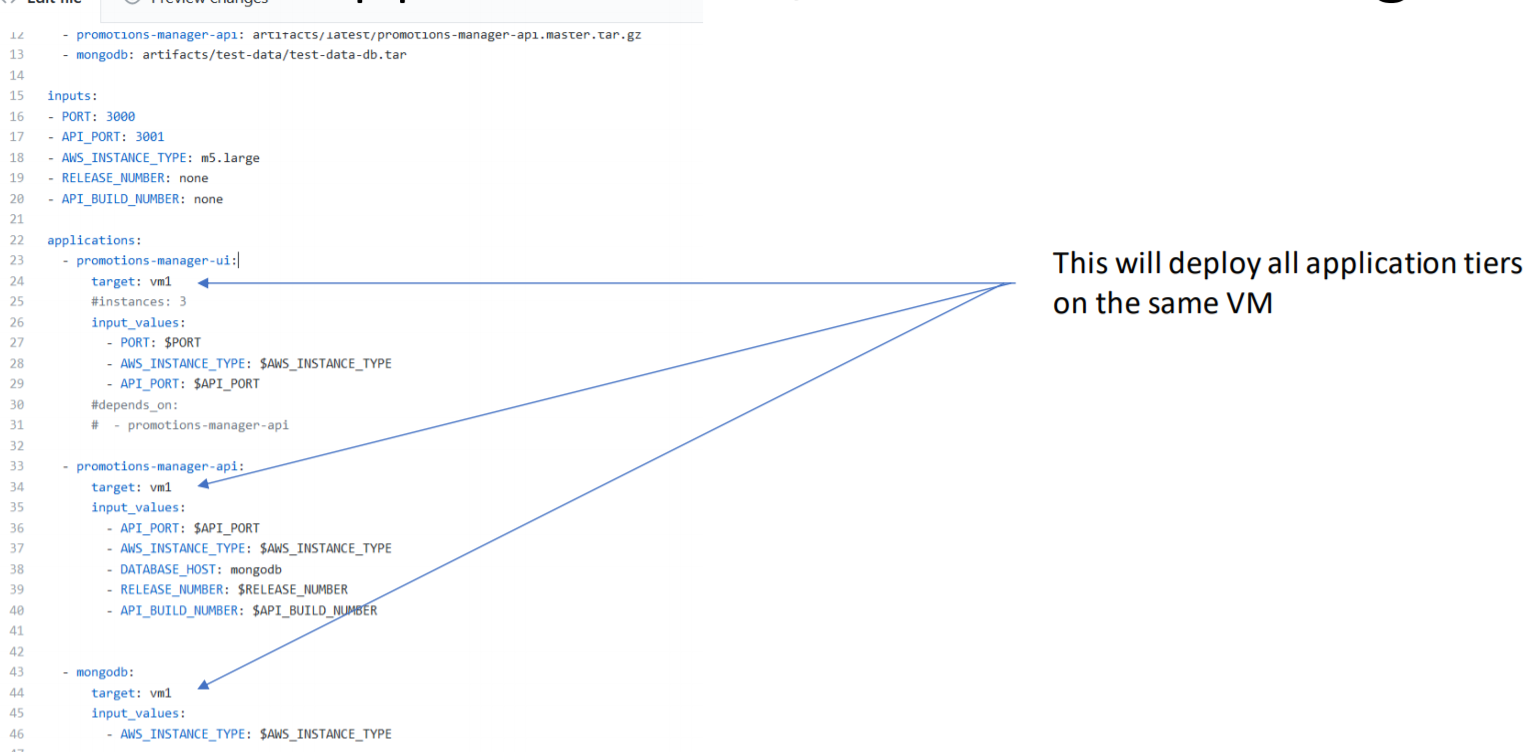 Edit file
Preview changes
12 - promotions-manager-api: artifacts/latest/promotions-manager-api.master.tar.gz
13 - mongodb: artifacts/test-data/test-data-db.tar
14
15 inputs:
16 - PORT: 3000
17 - API_PORT: 3001
18 - AWS_INSTANCE_TYPE: m5.large
19 - RELEASE_NUMBER: none
20 - API_BUILD_NUMBER: none
21
22 applications:
23 - promotions-manager-ui:
24 target: vm1
25 #instances: 3
26 input_values:
27 - PORT: $PORT
28 - AWS_INSTANCE_TYPE: $AWS_INSTANCE_TYPE
29 - API_PORT: $API_PORT
30 #depends_on:
31 # - promotions-manager-api
32
33 - promotions-manager-api:
34 target: vm1
35 input_values:
36 - API_PORT: $API_PORT
37 - AWS_INSTANCE_TYPE: $AWS_INSTANCE_TYPE
38 - DATABASE_HOST: mongodb
39 - RELEASE_NUMBER: $RELEASE_NUMBER
40 - API_BUILD_NUMBER: $API_BUILD_NUMBER
41
42
43 - mongodb:
44 target: vm1
45 input_values:
46 - AWS_INSTANCE_TYPE: $AWS_INSTANCE_TYPE
47
This will deploy all application tiers
on the same VM